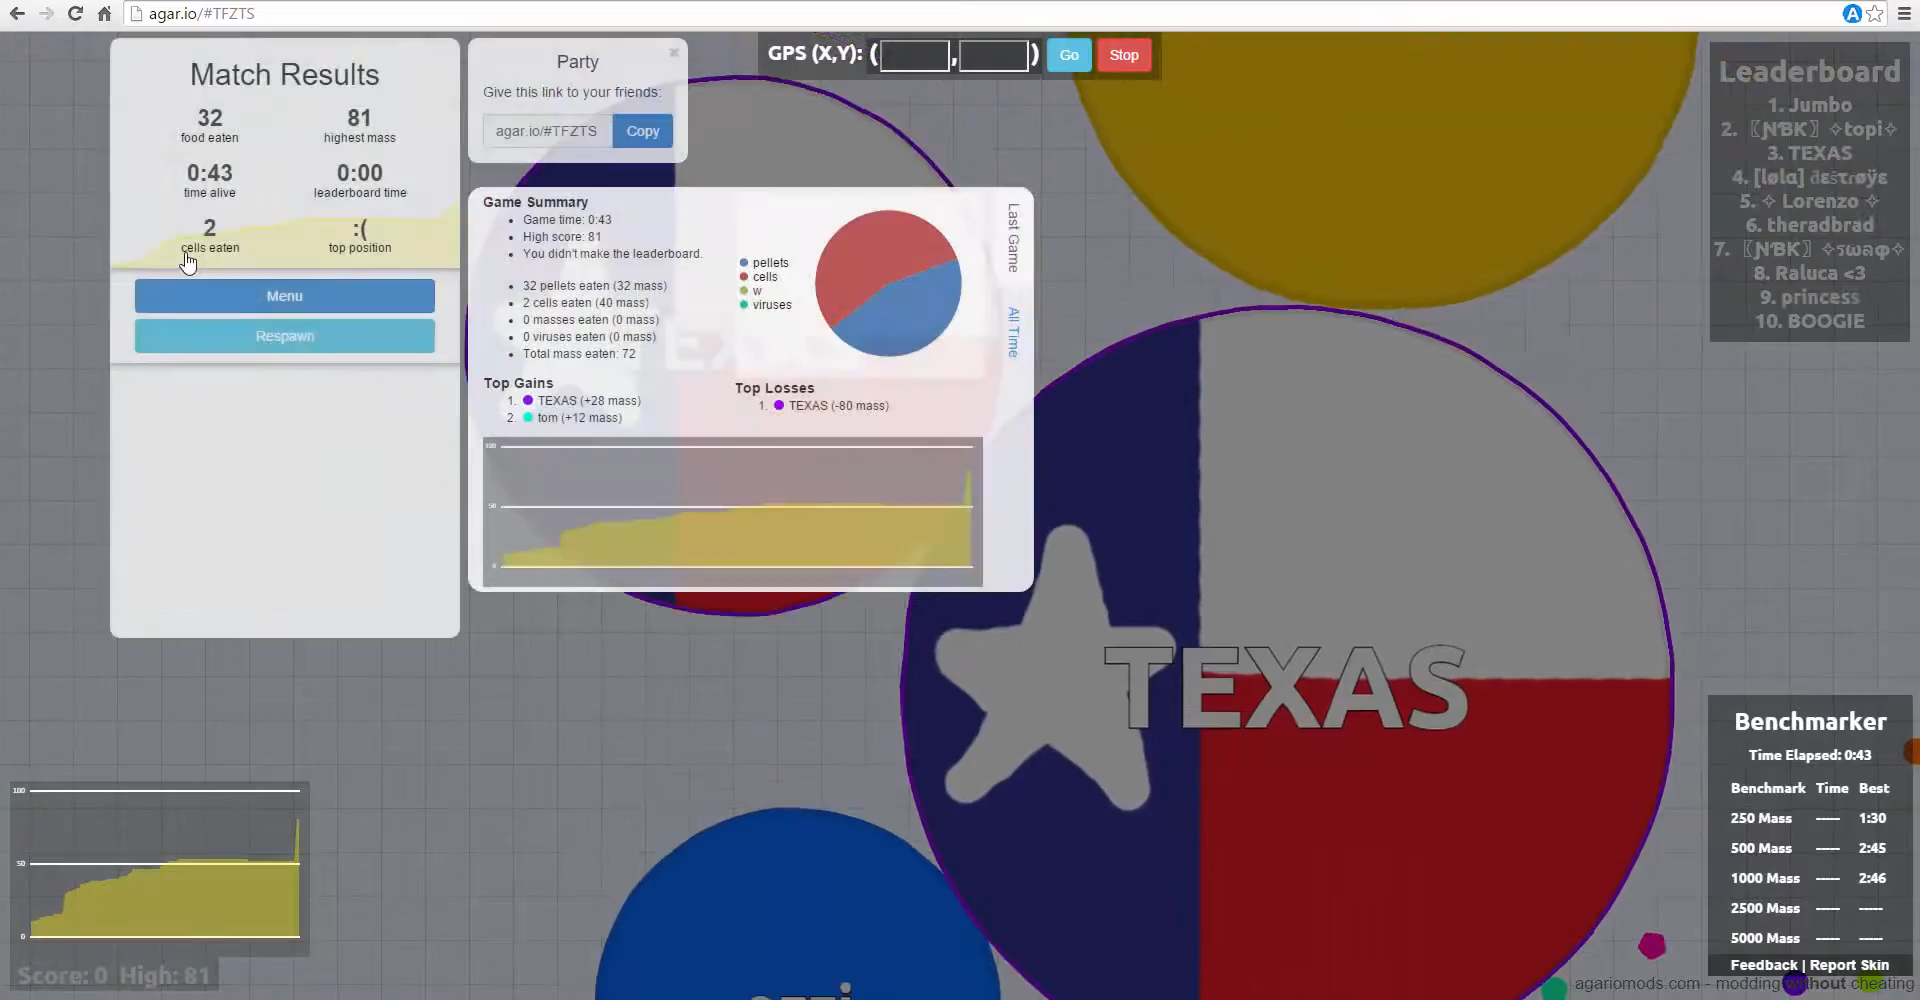 agar.io/#TFZTS
Match Results
32
food eaten
81
highest mass
0:43
time alive
0:00
leaderboard time
2
cells eaten
:(
top position
Menu
Respawn
Party
×
Give this link to your friends:
agar.io/#TFZTS
Copy
GPS (X,Y): ( , )
Go
Stop
Game Summary
• Game time: 0:43
• High score: 81
• You didn't make the leaderboard.
• 32 pellets eaten (32 mass)
• 2 cells eaten (40 mass)
• 0 masses eaten (0 mass)
• 0 viruses eaten (0 mass)
• Total mass eaten: 72
pellets
cells
w
viruses
Last Game
All Time
Top Gains
1. TEXAS (+28 mass)
2. tom (+12 mass)
Top Losses
1. TEXAS (-80 mass)
100
50
0
TEXAS
TEXAS
Leaderboard
1. Jumbo
2. 〖ƝƁK〗✧topi✧
3. TEXAS
5. ✧ Lorenzo ✧
6. theradbrad
8. Raluca <3
9. princess
10. BOOGIE
Benchmarker
Time Elapsed: 0:43
Benchmark Time Best
250 Mass ---- 1:30
500 Mass ---- 2:45
1000 Mass ---- 2:46
2500 Mass ---- ----
5000 Mass ---- ----
Feedback | Report Skin
agariomods.com - modding without cheating
100
50
0
Score: 0 High: 81